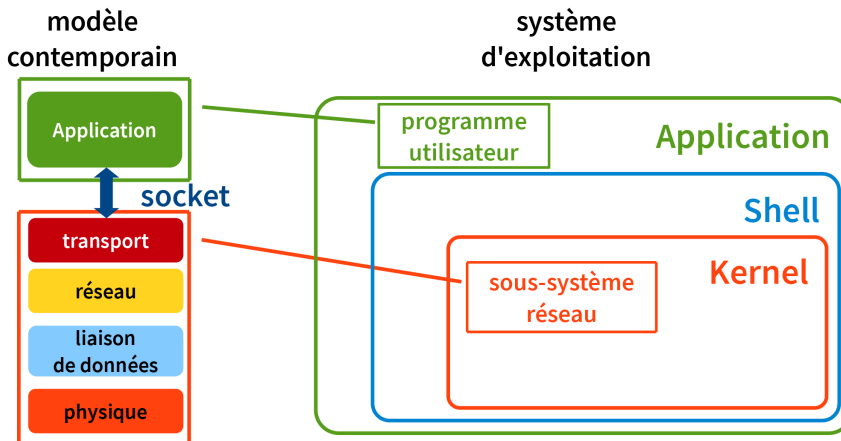 modèle
contemporain
Application
socket
transport
réseau
liaison
de données
physique
système
d'exploitation
programme
utilisateur
Application
Shell
Kernel
sous-système
réseau